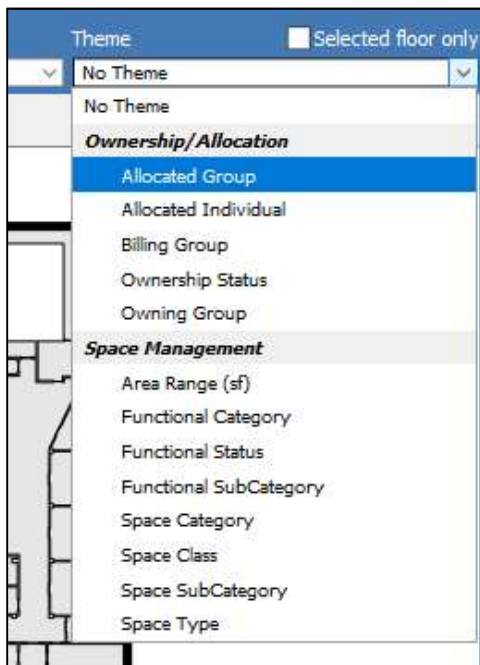 Theme Selected floor only
No Theme
No Theme
Ownership/Allocation
Allocated Group
Allocated Individual
Billing Group
Ownership Status
Owning Group
Space Management
Area Range (sf)
Functional Category
Functional Status
Functional SubCategory
Space Category
Space Class
Space SubCategory
Space Type